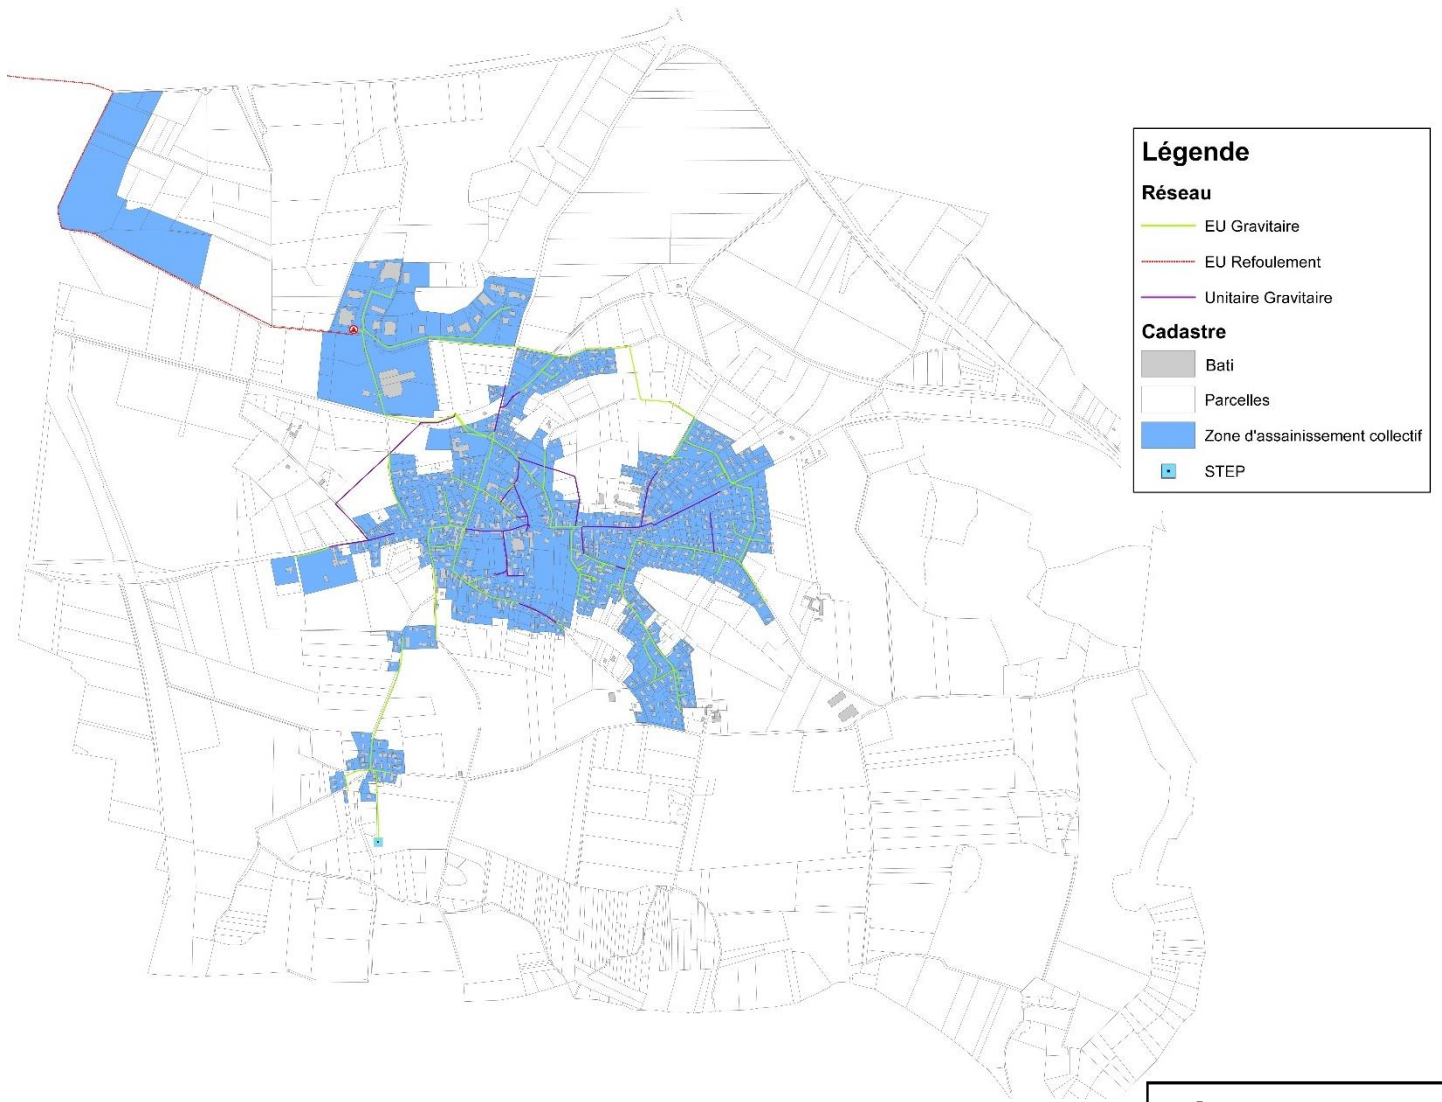 Légende
Réseau
EU Gravitaire
EU Refoulement
Unitaire Gravitaire
Cadastre
Bati
Parcelles
Zone d'assainissement collectif
STEP